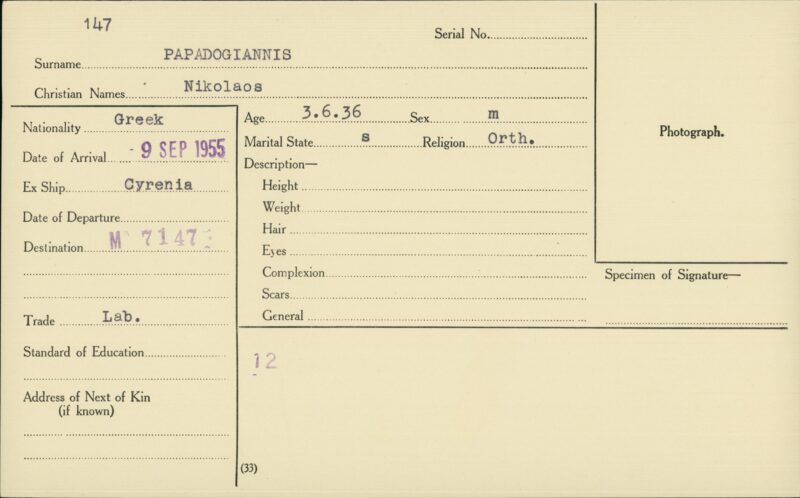 147
Serial No.
Surname PAPADOGIANNIS
Christian Names Nikolaos
Nationality Greek
Date of Arrival - 9 SEP 1955
Ex Ship Cyrenia
Date of Departure
Destination M 7147
Trade Lab.
Standard of Education
Address of Next of Kin
(if known)
Age 3.6.36 Sex m
Marital State s Religion Orth.
Description—
Height
Weight
Hair
Eyes
Complexion
Scars
General
12
(33)
Photograph.
Specimen of Signature—